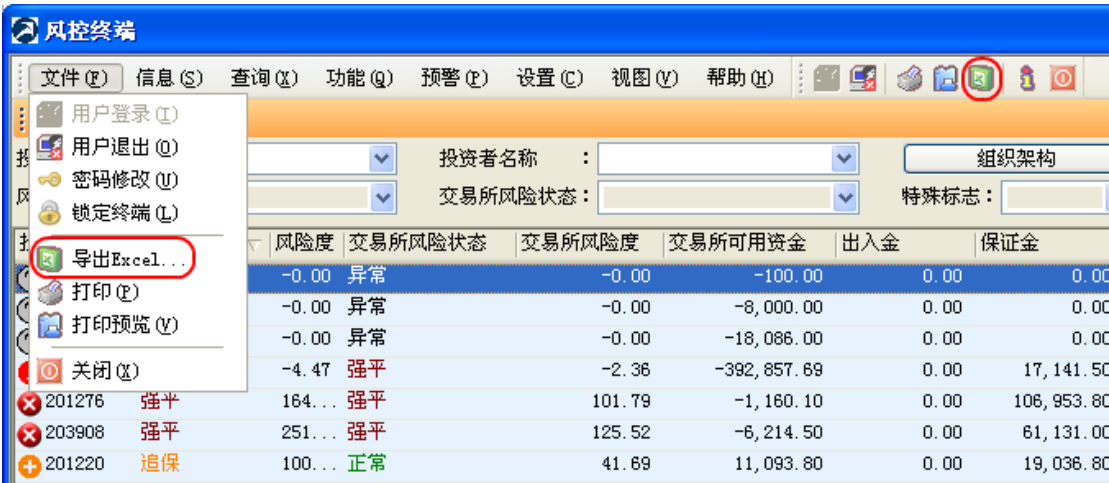 风控终端
文件(F) 信息(S) 查询(X) 功能(Q) 预警(P) 设置(C) 视图(V) 帮助(H)
用户登录(I)
用户退出(O)
密码修改(U)
锁定终端(L)
导出Excel...
打印(P)
打印预览(V)
关闭(X)
投资者名称 : 组织架构
交易所风险状态: 特殊标志:
风险度 交易所风险状态 交易所风险度 交易所可用资金 出入金 保证金
-0.00 异常 -0.00 -100.00 0.00 0.00
-0.00 异常 -0.00 -8,000.00 0.00 0.00
-0.00 异常 -0.00 -18,086.00 0.00 0.00
-4.47 强平 -2.36 -392,857.69 0.00 17,141.50
201276 强平 164... 强平 101.79 -1,160.10 0.00 106,953.80
203908 强平 251... 强平 125.52 -6,214.50 0.00 61,131.00
201220 追保 100... 正常 41.69 11,093.80 0.00 19,036.80